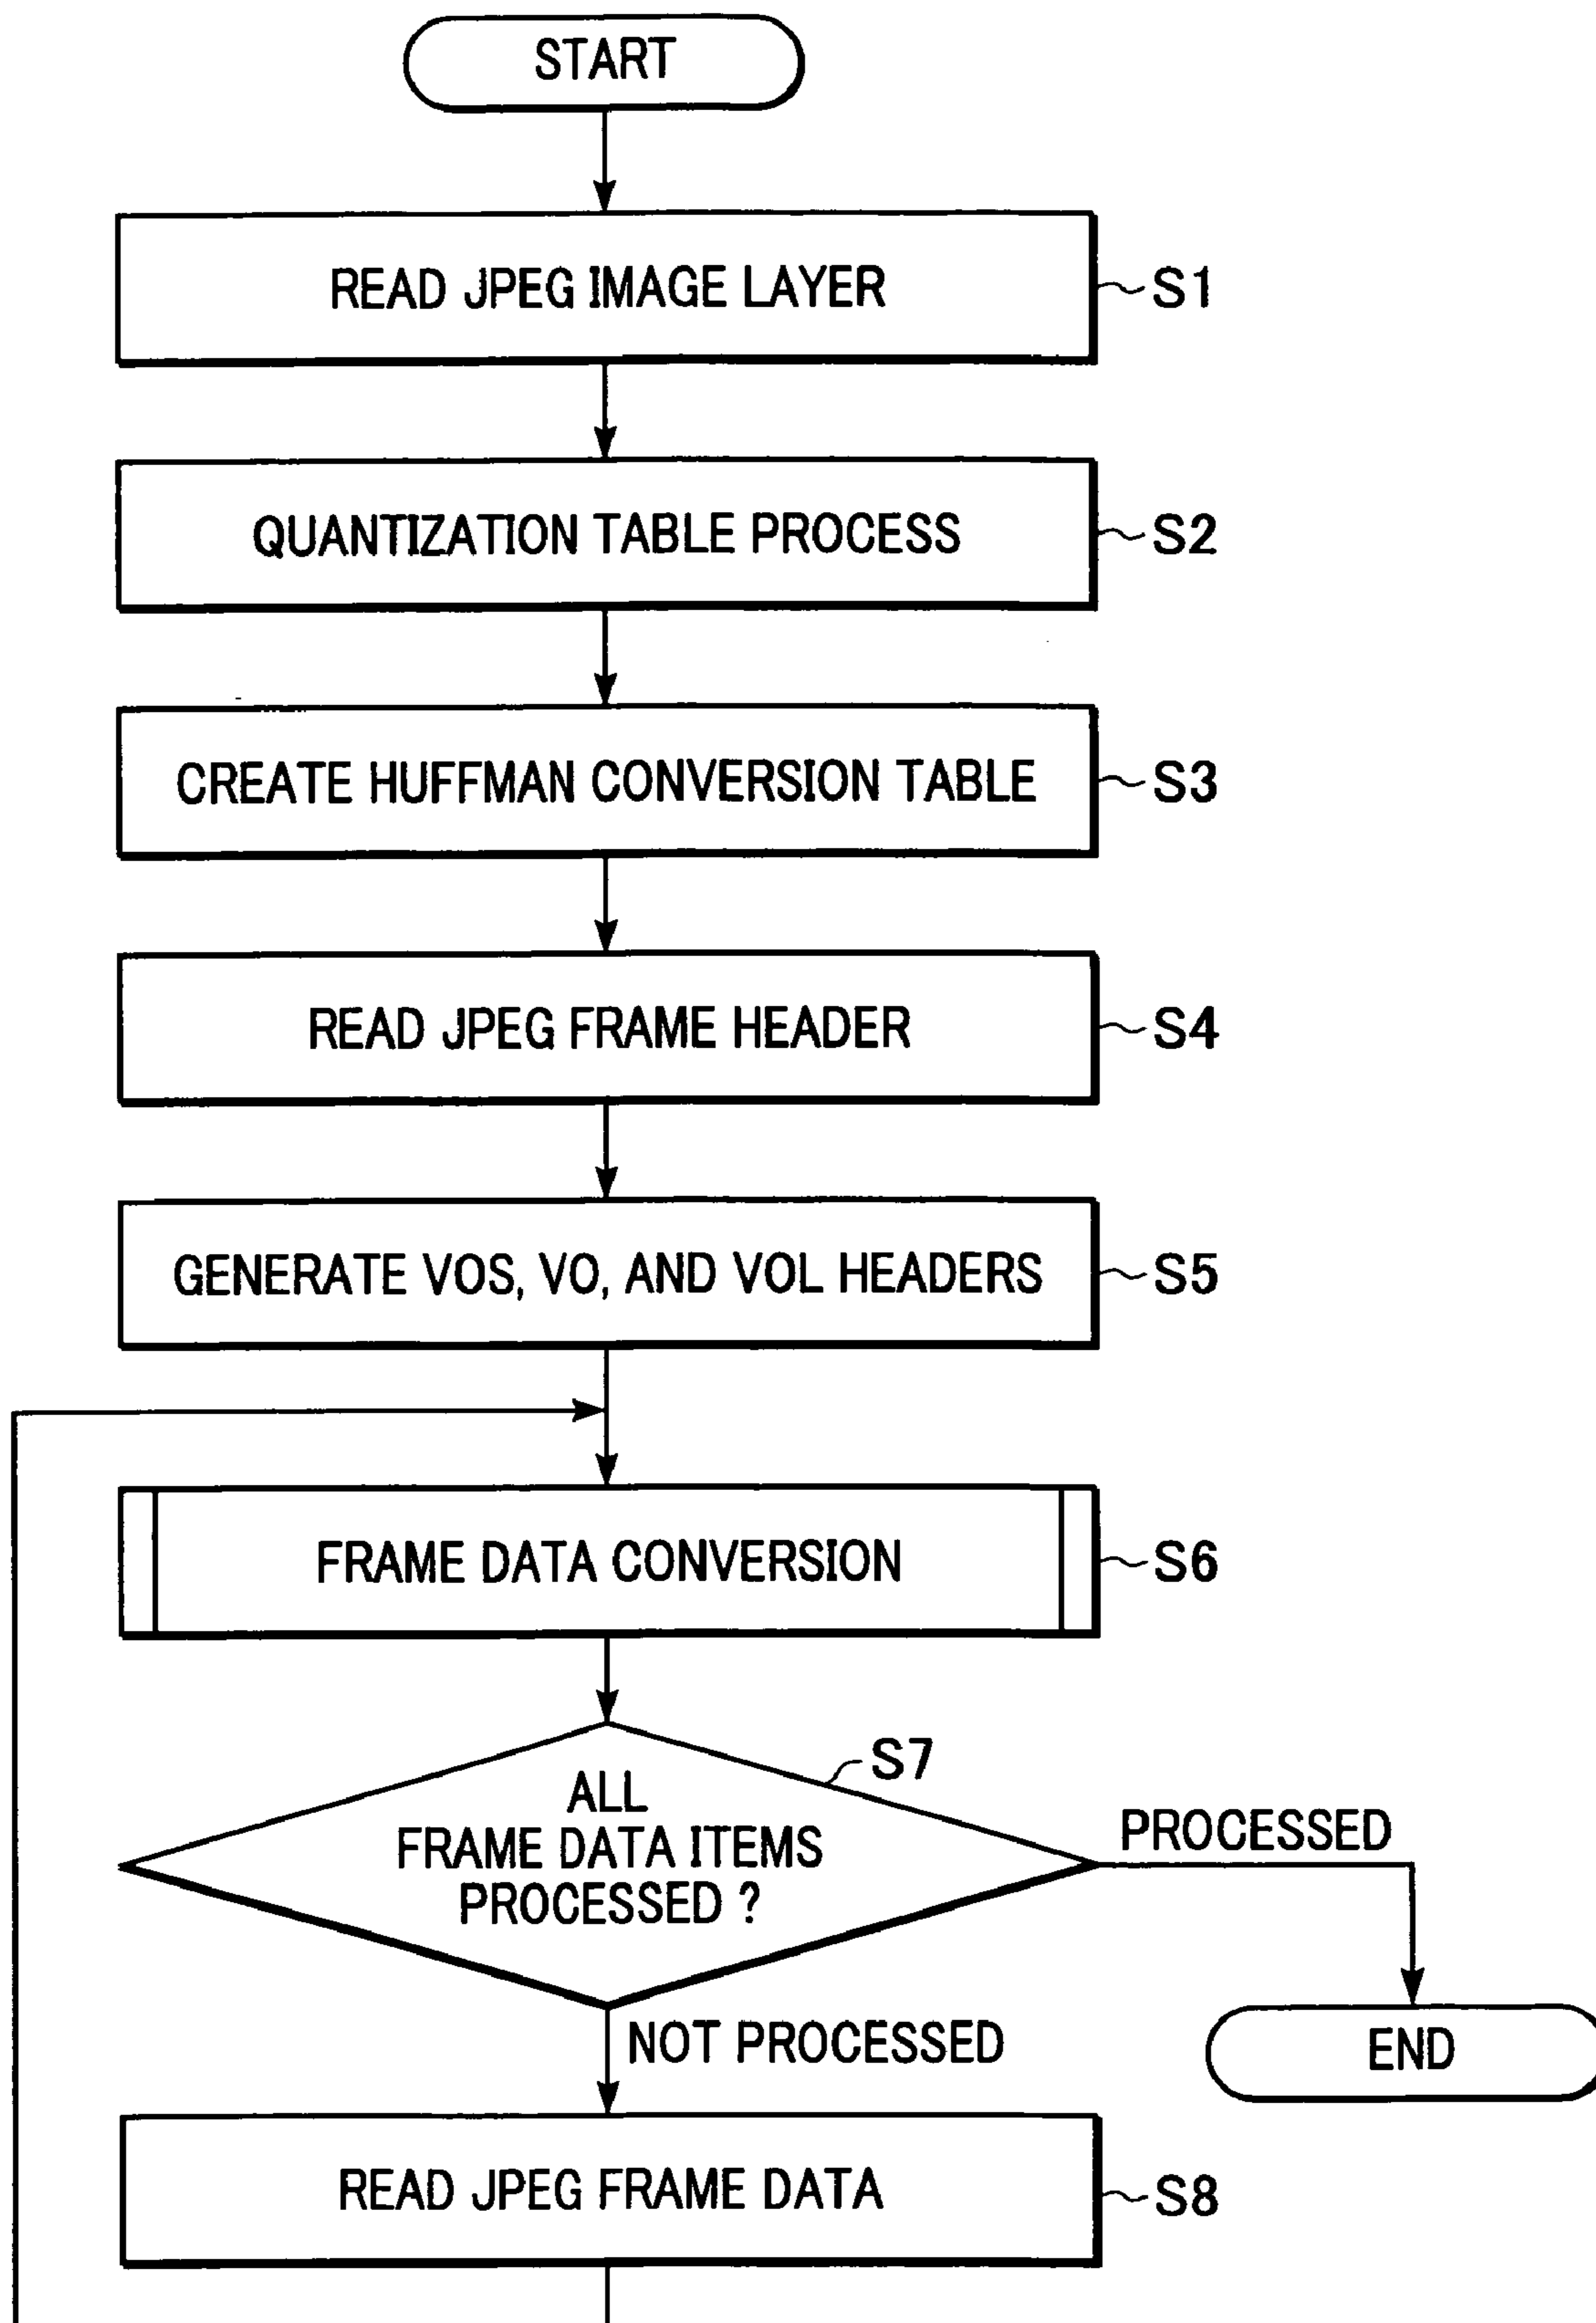 START
READ JPEG IMAGE LAYER
S1
QUANTIZATION TABLE PROCESS
S2
CREATE HUFFMAN CONVERSION TABLE
S3
READ JPEG FRAME HEADER
S4
GENERATE VOS, VO, AND VOL HEADERS
S5
FRAME DATA CONVERSION
S6
S7
ALL
FRAME DATA ITEMS
PROCESSED ?
PROCESSED
NOT PROCESSED
END
READ JPEG FRAME DATA
S8